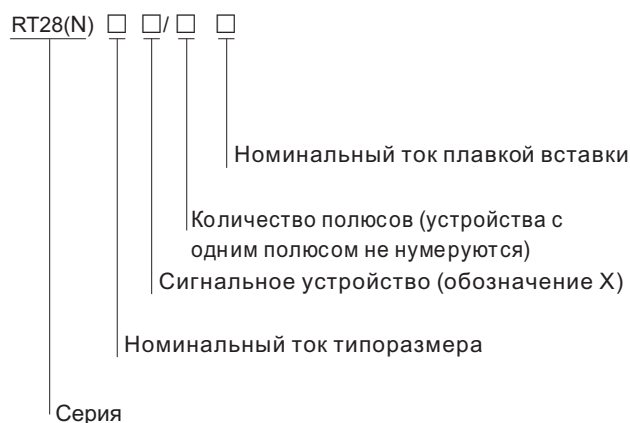 RT28(N) □ □/□ □
Номинальный ток плавкой вставки
Количество полюсов (устройства с
одним полюсом не нумеруются)
Сигнальное устройство (обозначение X)
Номинальный ток типоразмера
Серия